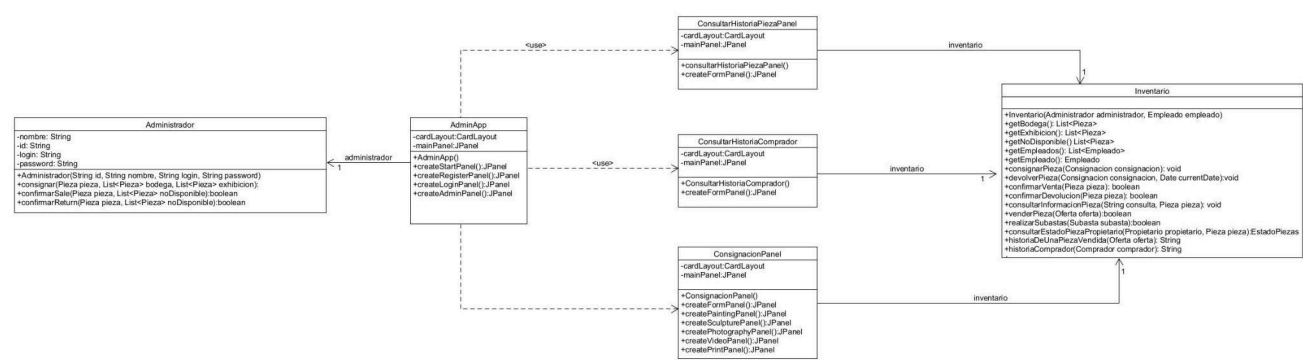 ConsultarHistoriaPiezaPanel
-cardLayout:CardLayout
-mainPanel:JPanel
+consultarHistoriaPiezaPanel()
+createFormPanel():JPanel
<use>
inventario
1
Administrador
-nombre: String
-id: String
-login: String
-password: String
+Administrador(String id, String nombre, String login, String password)
+consignar(Pieza pieza, List<Pieza> bodega, List<Pieza> exhibicion):
+confirmarSale(Pieza pieza, List<Pieza> noDisponible):boolean
+confirmarReturn(Pieza pieza, List<Pieza> noDisponible):boolean
administrador
1
AdminApp
-cardLayout:CardLayout
-mainPanel:JPanel
+AdminApp()
+createStartPanel():JPanel
+createRegisterPanel():JPanel
+createLoginPanel():JPanel
+createAdminPanel():JPanel
<use>
ConsultarHistoriaComprador
-cardLayout:CardLayout
-mainPanel:JPanel
+ConsultarHistoriaComprador()
+createFormPanel():JPanel
inventario
1
Inventario
+Inventario(Administrador administrador, Empleado empleado)
+getBodega(): List<Pieza>
+getExhibicion(): List<Pieza>
+getNoDisponible() List<Pieza>
+getEmpleados(): List<Empleado>
+getEmpleado(): Empleado
+consignarPieza(Consignacion consignacion): void
+devolverPieza(Consignacion consignacion, Date currentDate):void
+confirmarVenta(Pieza pieza): boolean
+confirmarDevolucion(Pieza pieza): boolean
+consultarInformacionPieza(String consulta, Pieza pieza): void
+venderPieza(Oferta oferta):boolean
+realizarSubastas(Subasta subasta):boolean
+consultarEstadoPiezaPropietario(Propietario propietario, Pieza pieza):EstadoPiezas
+historiaDeUnaPiezaVendida(Oferta oferta): String
+historiaComprador(Comprador comprador): String
ConsignacionPanel
-cardLayout:CardLayout
-mainPanel:JPanel
+ConsignacionPanel()
+createFormPanel():JPanel
+createPaintingPanel():JPanel
+createSculpturePanel():JPanel
+createPhotographyPanel():JPanel
+createVideoPanel():JPanel
+createPrintPanel():JPanel
inventario
1